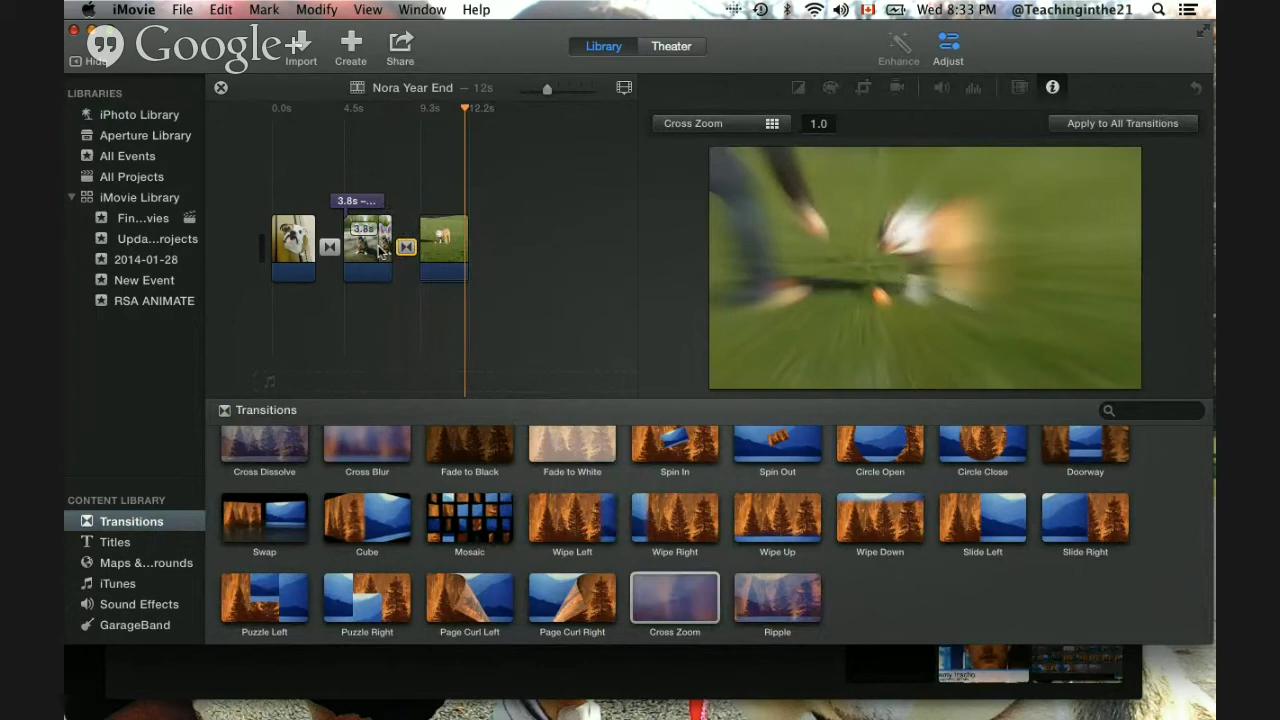 iMovie File Edit Mark Modify View Window Help Wed 8:33 PM @Teachinginthe21
Google+
Hide Import Create Share Library Theater Enhance Adjust
LIBRARIES
iPhoto Library
Aperture Library
All Events
All Projects
iMovie Library
Fin...vies
Upda...rojects
2014-01-28
New Event
RSA ANIMATE
Nora Year End – 12s
0.0s 4.5s 9.3s 12.2s
3.8s –...
3.8s
Cross Zoom 1.0 Apply to All Transitions
CONTENT LIBRARY
Transitions
Titles
Maps &...rounds
iTunes
Sound Effects
GarageBand
Transitions
Cross Dissolve Cross Blur Fade to Black Fade to White Spin In Spin Out Circle Open Circle Close Doorway
Swap Cube Mosaic Wipe Left Wipe Right Wipe Up Wipe Down Slide Left Slide Right
Puzzle Left Puzzle Right Page Curl Left Page Curl Right Cross Zoom Ripple